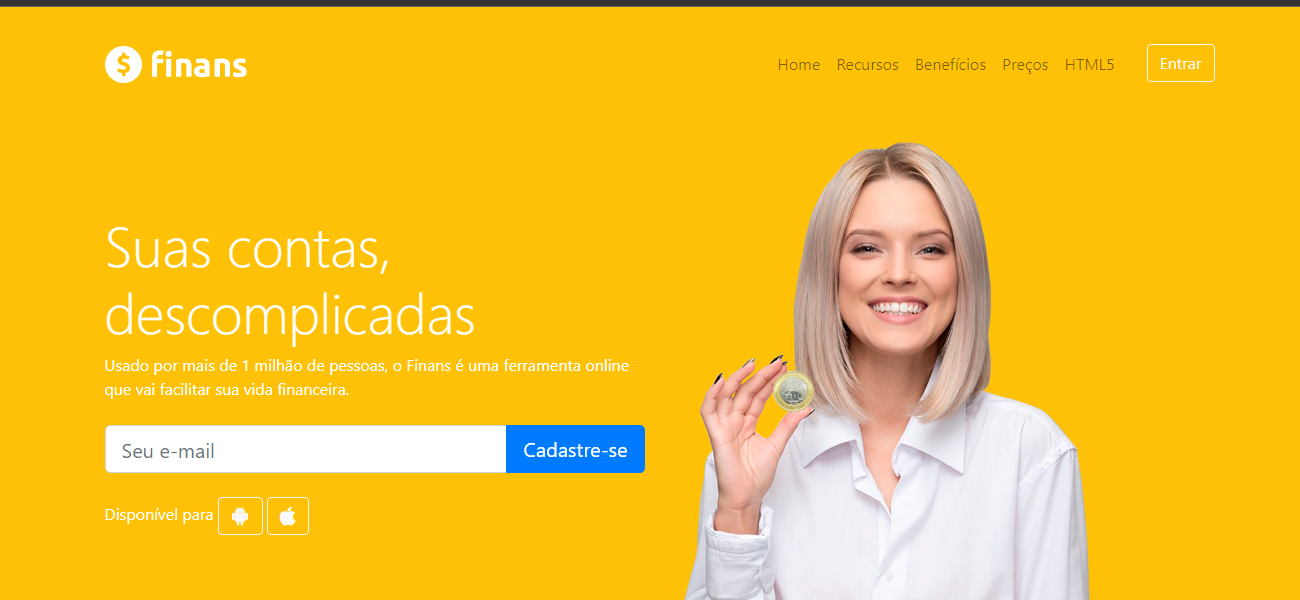 $ finans
Home Recursos Benefícios Preços HTML5 Entrar
Suas contas,
descomplicadas
Usado por mais de 1 milhão de pessoas, o Finans é uma ferramenta online
que vai facilitar sua vida financeira.
Seu e-mail Cadastre-se
Disponível para